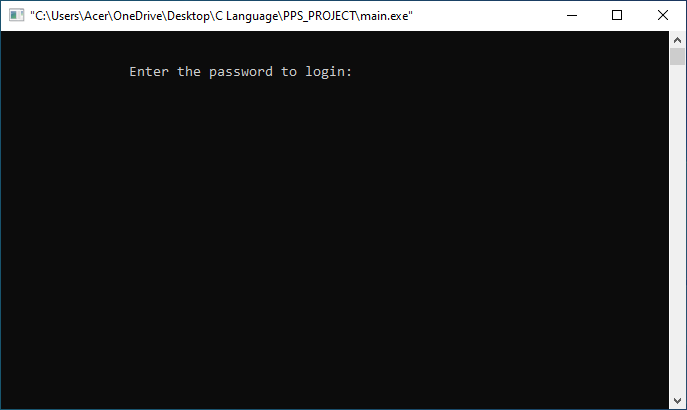 "C:\Users\Acer\OneDrive\Desktop\C Language\PPS_PROJECT\main.exe"
Enter the password to login: